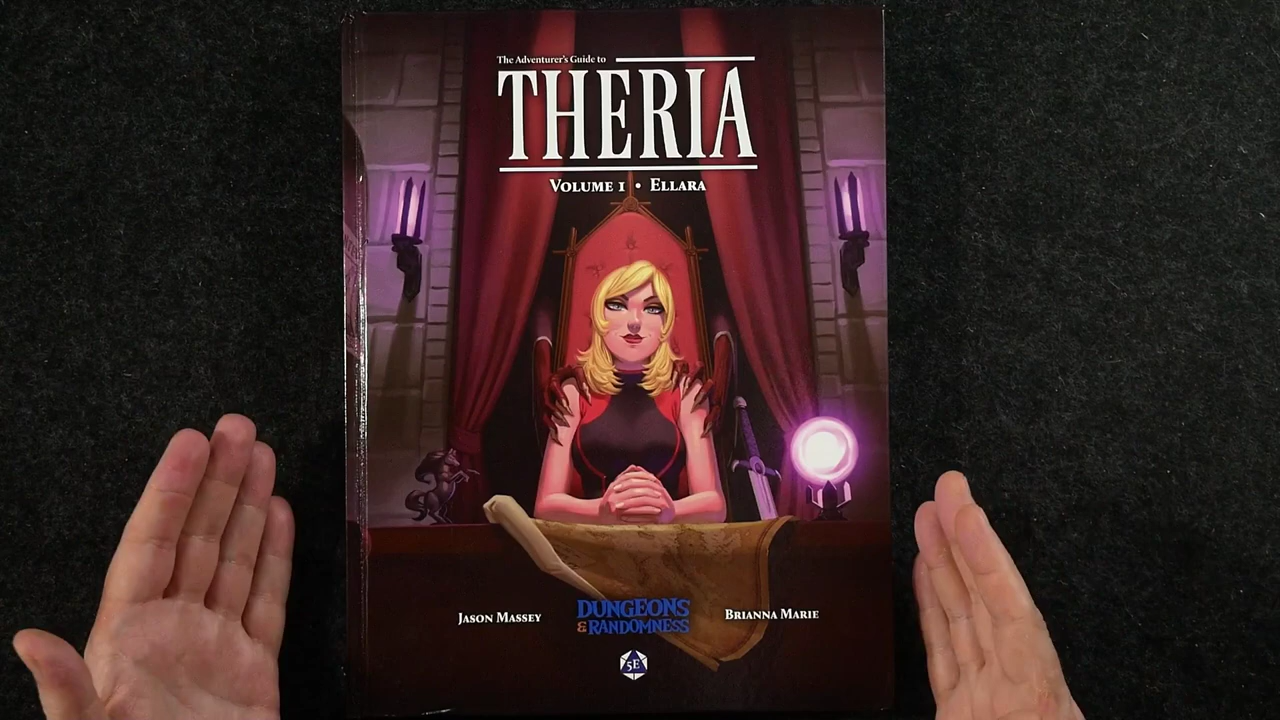 The Adventurer's Guide to
THERIA
Volume 1 • Ellara
Jason Massey
DUNGEONS
& RANDOMNESS
Brianna Marie
5E